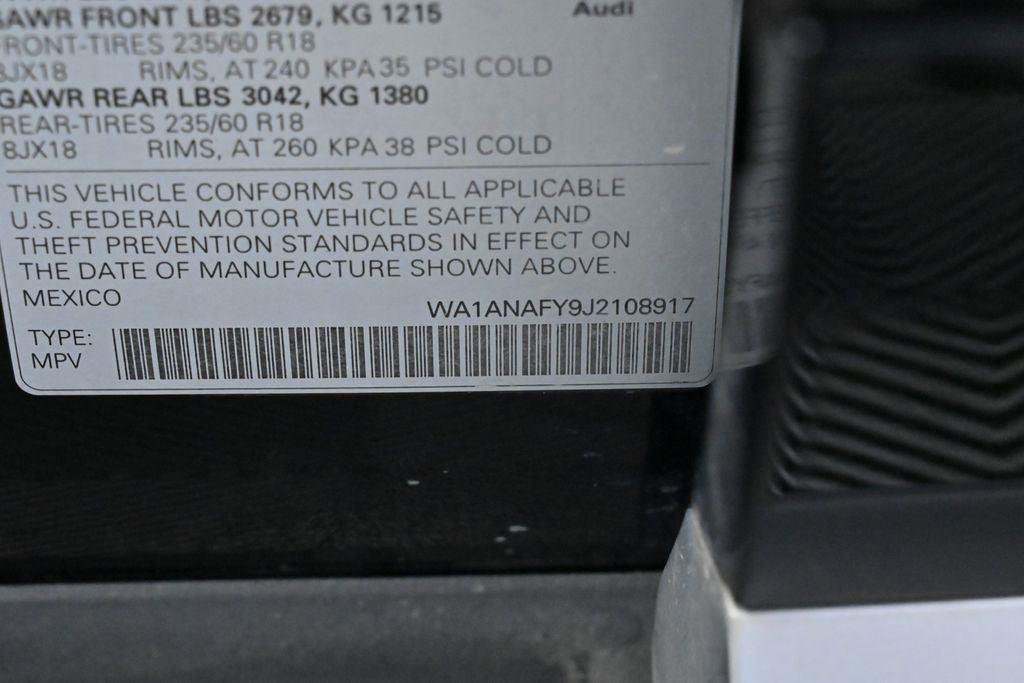 GAWR FRONT LBS 2679, KG 1215 Audi
FRONT-TIRES 235/60 R18
8JX18 RIMS, AT 240 KPA 35 PSI COLD
GAWR REAR LBS 3042, KG 1380
REAR-TIRES 235/60 R18
8JX18 RIMS, AT 260 KPA 38 PSI COLD
THIS VEHICLE CONFORMS TO ALL APPLICABLE
U.S. FEDERAL MOTOR VEHICLE SAFETY AND
THEFT PREVENTION STANDARDS IN EFFECT ON
THE DATE OF MANUFACTURE SHOWN ABOVE.
MEXICO
WA1ANAFY9J2108917
TYPE:
MPV